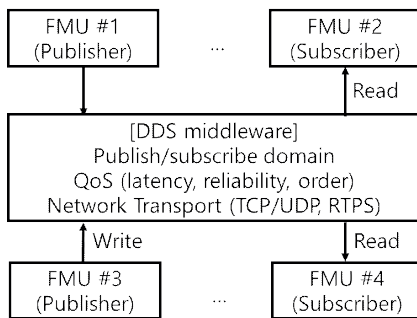 FMU #1
(Publisher)
...
FMU #2
(Subscriber)
Read
[DDS middleware]
Publish/subscribe domain
QoS (latency, reliability, order)
Network Transport (TCP/UDP, RTPS)
Write
Read
FMU #3
(Publisher)
...
FMU #4
(Subscriber)